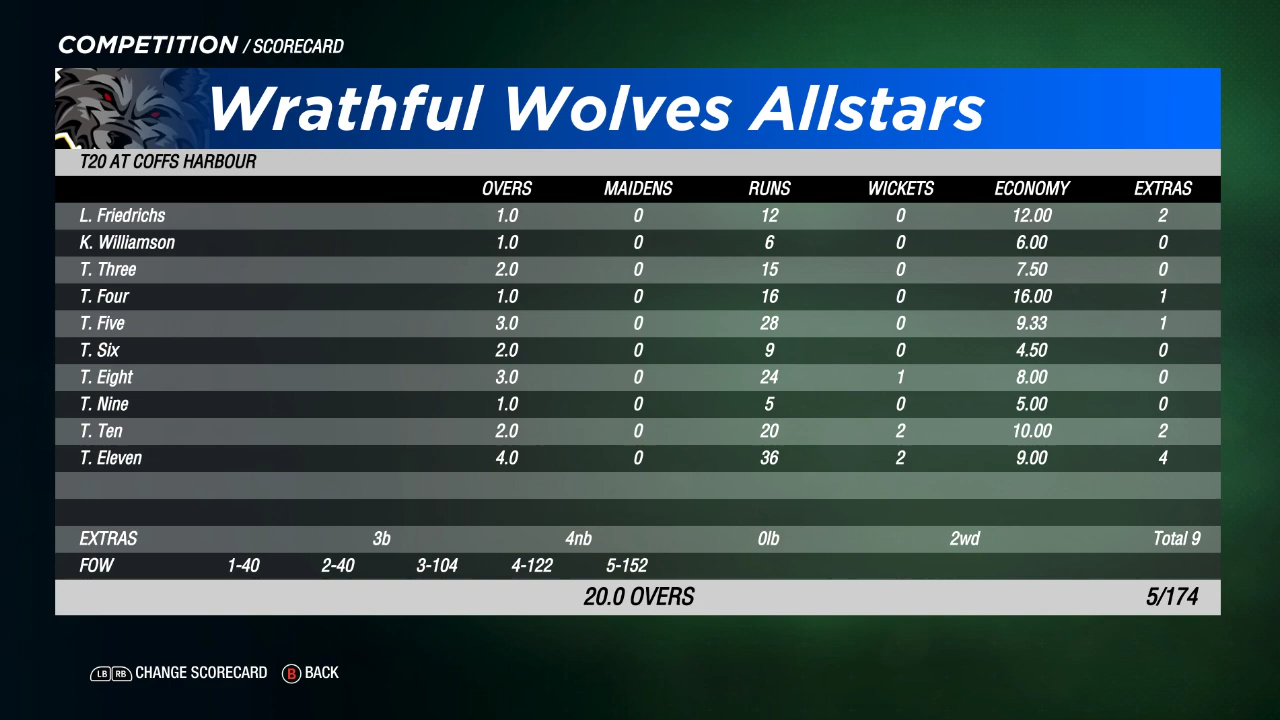 COMPETITION / SCORECARD
Wrathful Wolves Allstars
T20 AT COFFS HARBOUR
OVERS MAIDENS RUNS WICKETS ECONOMY EXTRAS
L. Friedrichs 1.0 0 12 0 12.00 2
K. Williamson 1.0 0 6 0 6.00 0
T. Three 2.0 0 15 0 7.50 0
T. Four 1.0 0 16 0 16.00 1
T. Five 3.0 0 28 0 9.33 1
T. Six 2.0 0 9 0 4.50 0
T. Eight 3.0 0 24 1 8.00 0
T. Nine 1.0 0 5 0 5.00 0
T. Ten 2.0 0 20 2 10.00 2
T. Eleven 4.0 0 36 2 9.00 4
EXTRAS 3b 4nb 0lb 2wd Total 9
FOW 1-40 2-40 3-104 4-122 5-152
20.0 OVERS 5/174
LB RB CHANGE SCORECARD B BACK